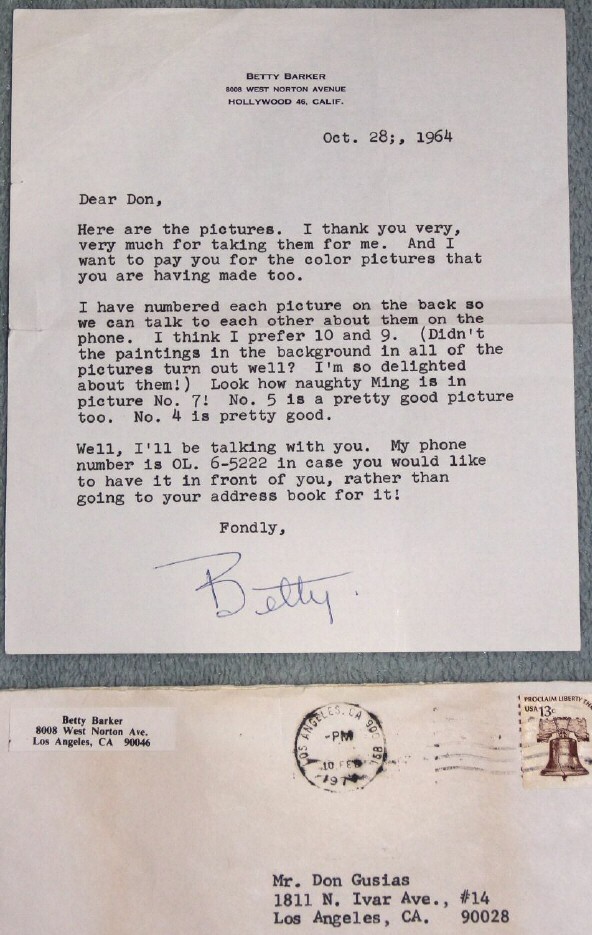 BETTY BARKER
8008 WEST NORTON AVENUE
HOLLYWOOD 46, CALIF.
Oct. 28;, 1964
Dear Don,
Here are the pictures. I thank you very,
very much for taking them for me. And I
want to pay you for the color pictures that
you are having made too.
I have numbered each picture on the back so
we can talk to each other about them on the
phone. I think I prefer 10 and 9. (Didn't
the paintings in the background in all of the
pictures turn out well? I'm so delighted
about them!) Look how naughty Ming is in
picture No. 7! No. 5 is a pretty good picture
too. No. 4 is pretty good.
Well, I'll be talking with you. My phone
number is OL. 6-5222 in case you would like
to have it in front of you, rather than
going to your address book for it!
Fondly,
Betty.
Betty Barker
8008 West Norton Ave.
Los Angeles, CA 90046
LOS ANGELES, CA
-PM
10 FEB
PROCLAIM LIBERTY
USA 13c
Mr. Don Gusias
1811 N. Ivar Ave., #14
Los Angeles, CA. 90028